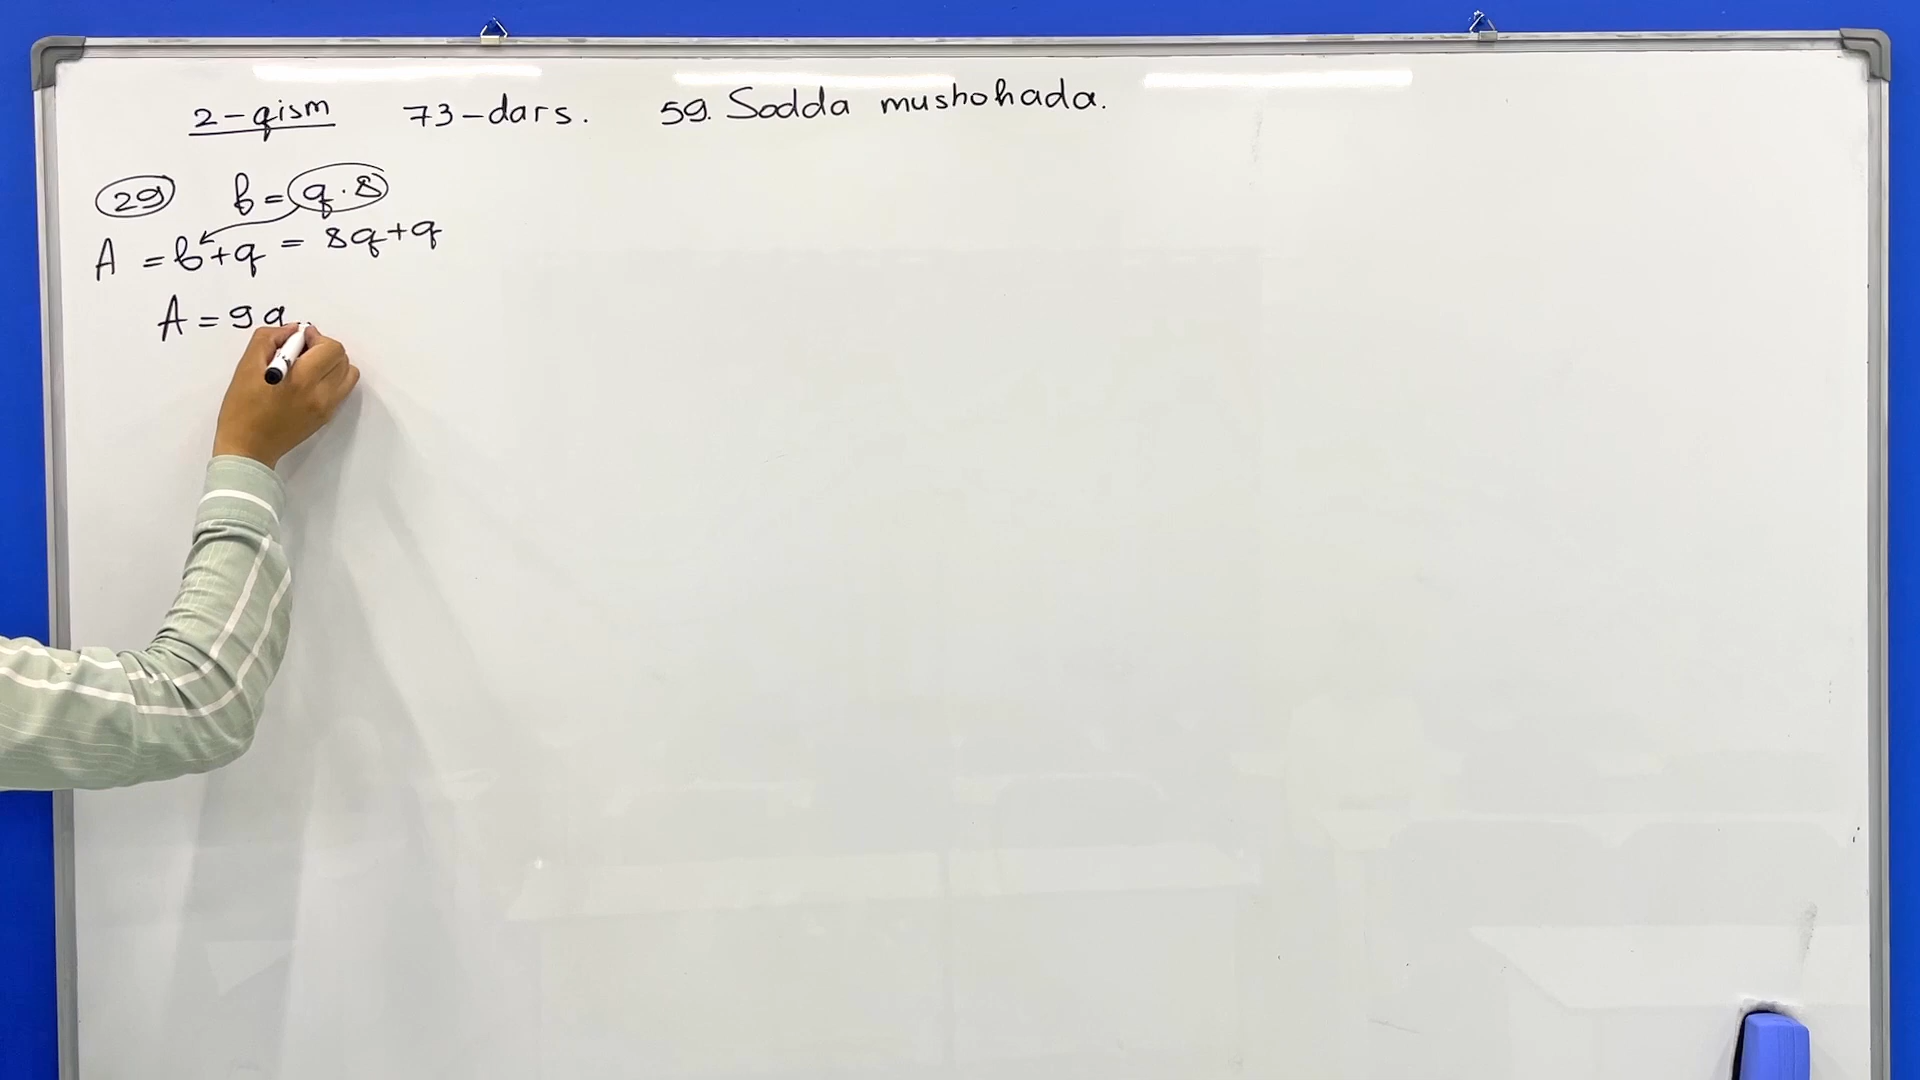 2-qism 73-dars. 59. Sodda mushohada.
29 b = q · 8
A = b + q = 8q + q
A = 9q